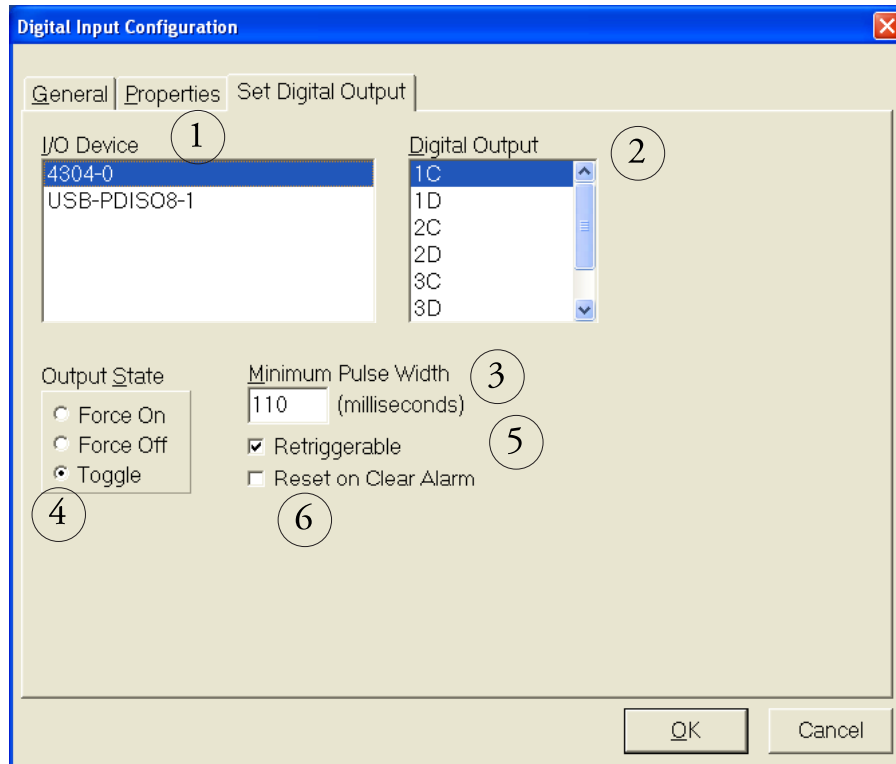 Digital Input Configuration
General Properties Set Digital Output
I/O Device 1
4304-0
USB-PDISO8-1
Digital Output 2
1C
1D
2C
2D
3C
3D
Output State
Force On
Force Off
Toggle
4
Minimum Pulse Width 3
110 (milliseconds)
Retriggerable 5
Reset on Clear Alarm
6
OK Cancel